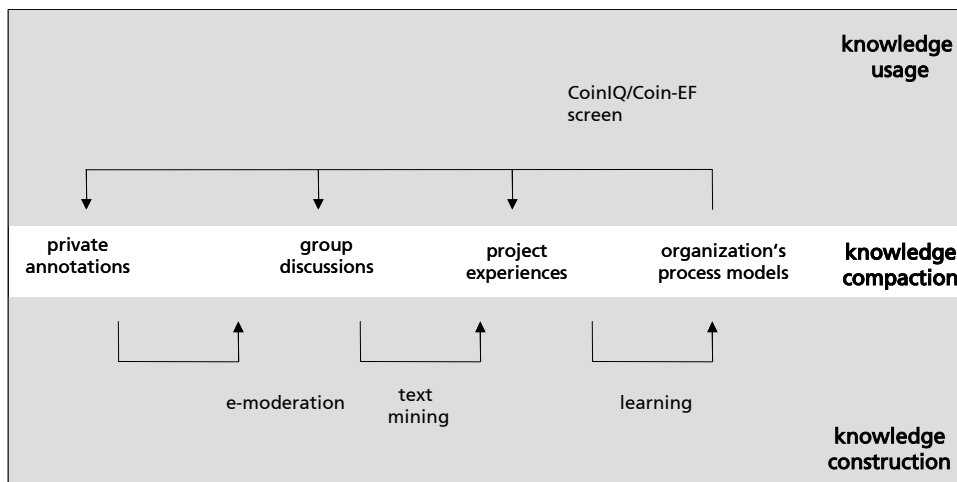 knowledge
usage
CoinIQ/Coin-EF
screen
private
annotations
group
discussions
project
experiences
organization's
process models
knowledge
compaction
e-moderation
text
mining
learning
knowledge
construction